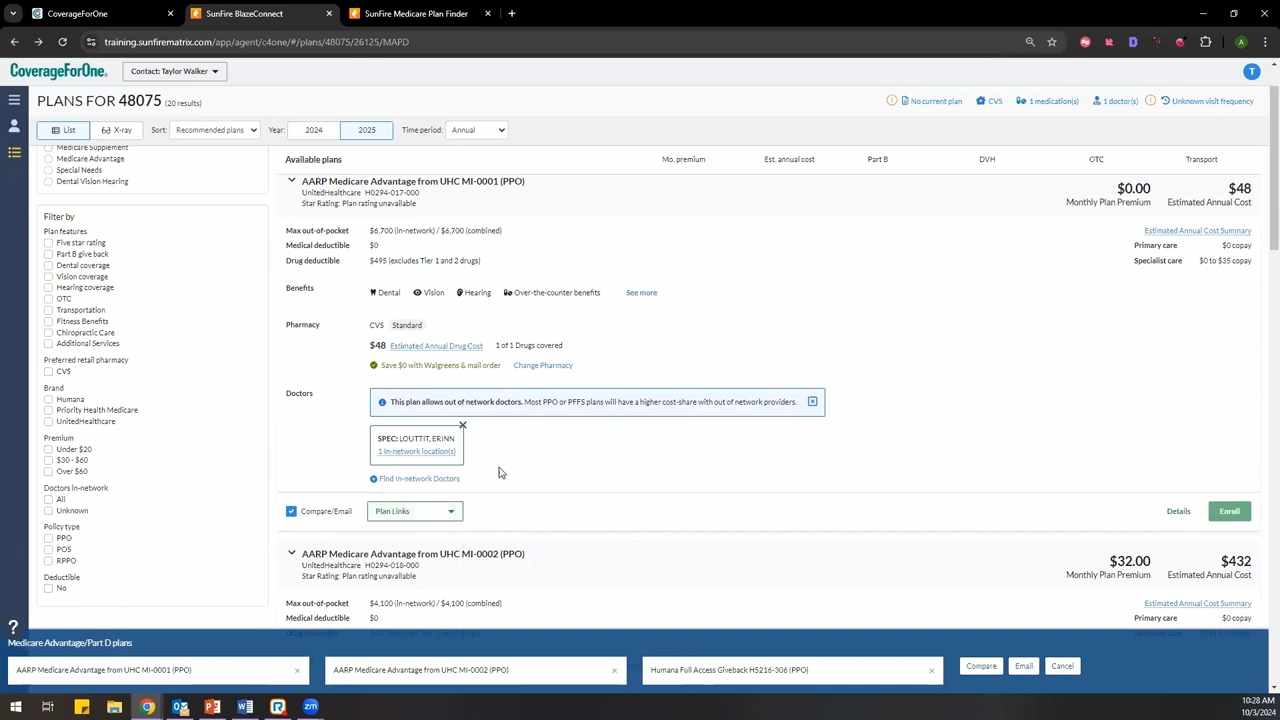 CoverageForOne
SunFire BlazeConnect
SunFire Medicare Plan Finder
training.sunfirematrix.com/app/agent/c4one/#/plans/48075/26125/MAPD
A
CoverageForOne.
Contact: Taylor Walker
T
PLANS FOR 48075 (20 results)
No current plan
CVS
1 medication(s)
1 doctor(s)
Unknown visit frequency
List
X-ray
Sort:
Recommended plans
Year:
2024
2025
Time period:
Annual
Medicare Supplement
Medicare Advantage
Special Needs
Dental Vision Hearing
Filter by
Plan features
Five star rating
Part B give back
Dental coverage
Vision coverage
Hearing coverage
OTC
Transportation
Fitness Benefits
Chiropractic Care
Additional Services
Preferred retail pharmacy
CVS
Brand
Humana
Priority Health Medicare
UnitedHealthcare
Premium
Under $20
$30 - $60
Over $60
Doctors in-network
All
Unknown
Policy type
PPO
POS
RPPO
Deductible
No
Available plans
Mo. premium
Est. annual cost
Part B
DVH
OTC
Transport
AARP Medicare Advantage from UHC MI-0001 (PPO)
UnitedHealthcare H0294-017-000
Star Rating: Plan rating unavailable
$0.00
Monthly Plan Premium
$48
Estimated Annual Cost
Max out-of-pocket $6,700 (in-network) / $6,700 (combined)
Medical deductible $0
Drug deductible $495 (excludes Tier 1 and 2 drugs)
Estimated Annual Cost Summary
Primary care $0 copay
Specialist care $0 to $35 copay
Benefits Dental Vision Hearing Over-the-counter benefits See more
Pharmacy CVS Standard
$48 Estimated Annual Drug Cost 1 of 1 Drugs covered
Save $0 with Walgreens & mail order Change Pharmacy
Doctors
This plan allows out of network doctors. Most PPO or PFFS plans will have a higher cost-share with out of network providers.
SPEC: LOUTTIT, ERINN
1 In-network location(s)
Find In-network Doctors
Compare/Email
Plan Links
Details
Enroll
AARP Medicare Advantage from UHC MI-0002 (PPO)
UnitedHealthcare H0294-018-000
Star Rating: Plan rating unavailable
$32.00
Monthly Plan Premium
$432
Estimated Annual Cost
Max out-of-pocket $4,100 (in-network) / $4,100 (combined)
Medical deductible $0
Estimated Annual Cost Summary
Primary care $0 copay
Medicare Advantage/Part D plans
AARP Medicare Advantage from UHC MI-0001 (PPO)
AARP Medicare Advantage from UHC MI-0002 (PPO)
Humana Full Access Giveback H5216-306 (PPO)
Compare
Email
Cancel
10:28 AM
10/3/2024